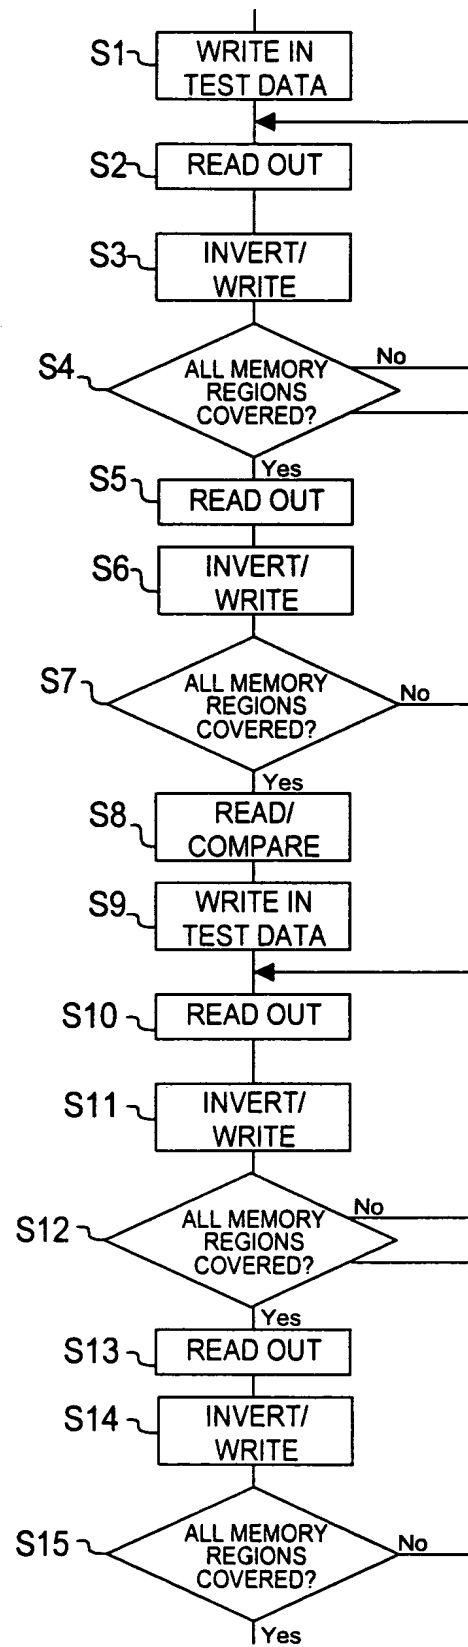 S1
WRITE IN
TEST DATA
S2
READ OUT
S3
INVERT/
WRITE
S4
ALL MEMORY
REGIONS
COVERED?
No
Yes
S5
READ OUT
S6
INVERT/
WRITE
S7
ALL MEMORY
REGIONS
COVERED?
No
Yes
S8
READ/
COMPARE
S9
WRITE IN
TEST DATA
S10
READ OUT
S11
INVERT/
WRITE
S12
ALL MEMORY
REGIONS
COVERED?
No
Yes
S13
READ OUT
S14
INVERT/
WRITE
S15
ALL MEMORY
REGIONS
COVERED?
No
Yes